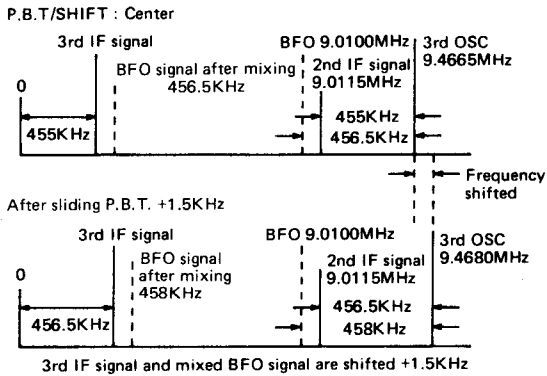 P.B.T/SHIFT : Center
3rd IF signal
BFO 9.0100MHz
3rd OSC
9.4665MHz
BFO signal after mixing
456.5KHz
2nd IF signal
9.0115MHz
0
455KHz
455KHz
456.5KHz
Frequency
shifted
After sliding P.B.T. +1.5KHz
3rd IF signal
BFO 9.0100MHz
3rd OSC
9.4680MHz
BFO signal
after mixing
458KHz
2nd IF signal
9.0115MHz
0
456.5KHz
456.5KHz
458KHz
3rd IF signal and mixed BFO signal are shifted +1.5KHz